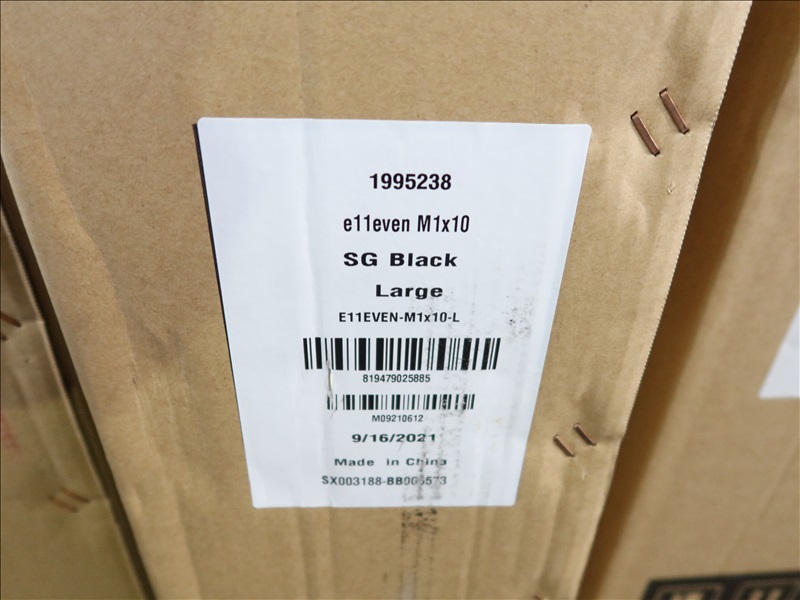 1995238
e11even M1x10
SG Black
Large
E11EVEN-M1x10-L
819479025885
M09210612
9/16/2021
Made in China